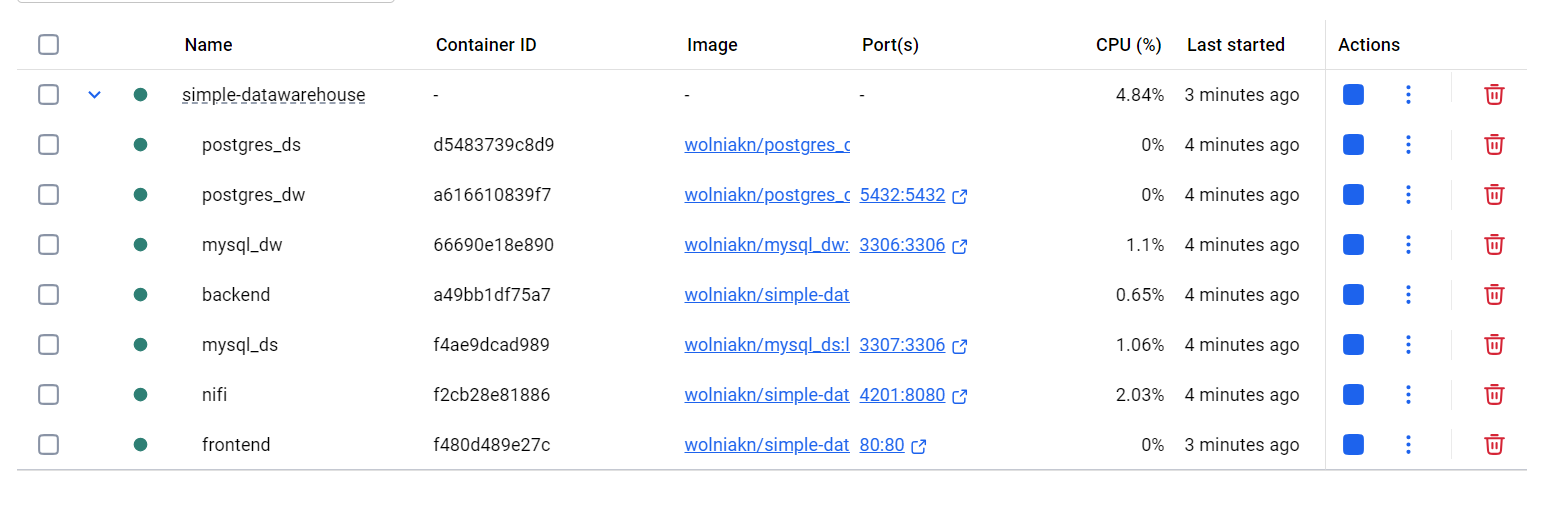 Name Container ID Image Port(s) CPU (%) Last started Actions
simple-datawarehouse - - - 4.84% 3 minutes ago
postgres_ds d5483739c8d9 wolniakn/postgres_c 0% 4 minutes ago
postgres_dw a616610839f7 wolniakn/postgres_c 5432:5432 0% 4 minutes ago
mysql_dw 66690e18e890 wolniakn/mysql_dw: 3306:3306 1.1% 4 minutes ago
backend a49bb1df75a7 wolniakn/simple-dat 0.65% 4 minutes ago
mysql_ds f4ae9dcad989 wolniakn/mysql_ds:l 3307:3306 1.06% 4 minutes ago
nifi f2cb28e81886 wolniakn/simple-dat 4201:8080 2.03% 4 minutes ago
frontend f480d489e27c wolniakn/simple-dat 80:80 0% 3 minutes ago